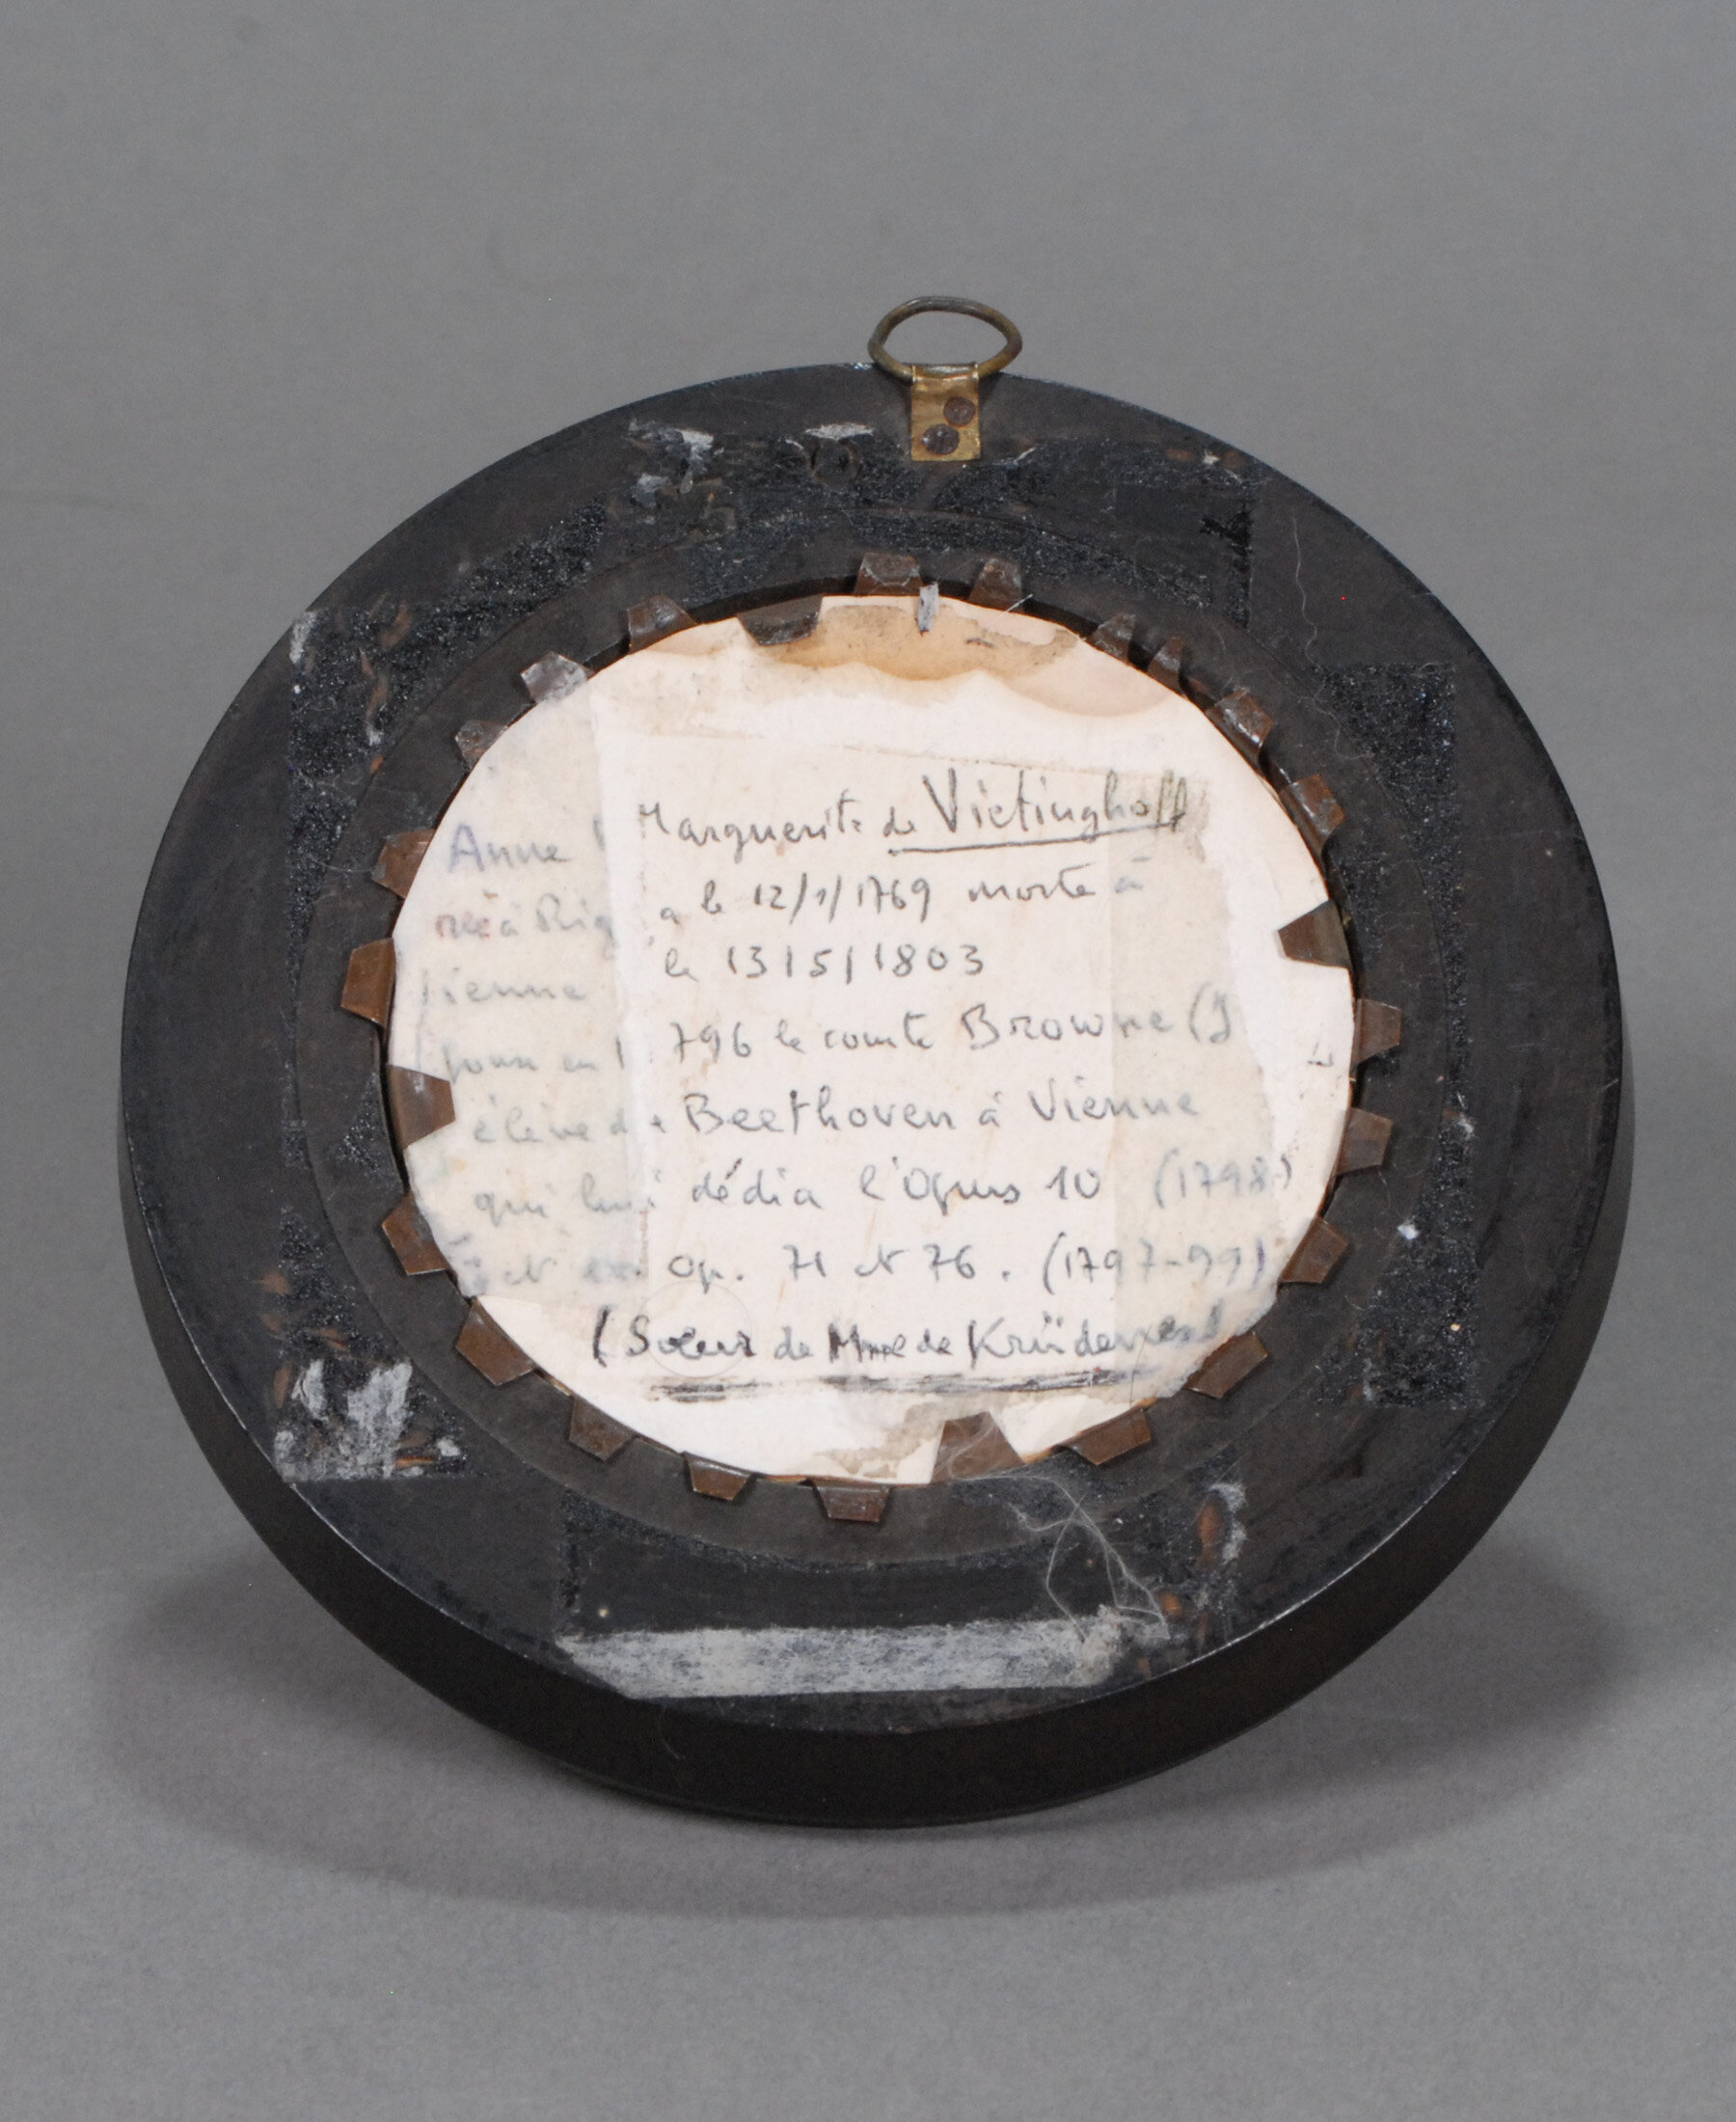 Anne Marguerite de Vietinghoff
née à Riga le 12/1/1769 morte à
Vienne le 13/5/1803
1796 le comte Browne (
élève de Beethoven à Vienne
qui lui dédia l'Opus 10 (1798)
et Op. 71 et 76. (1797-99)
(Soeur de Mme de Krüdener)